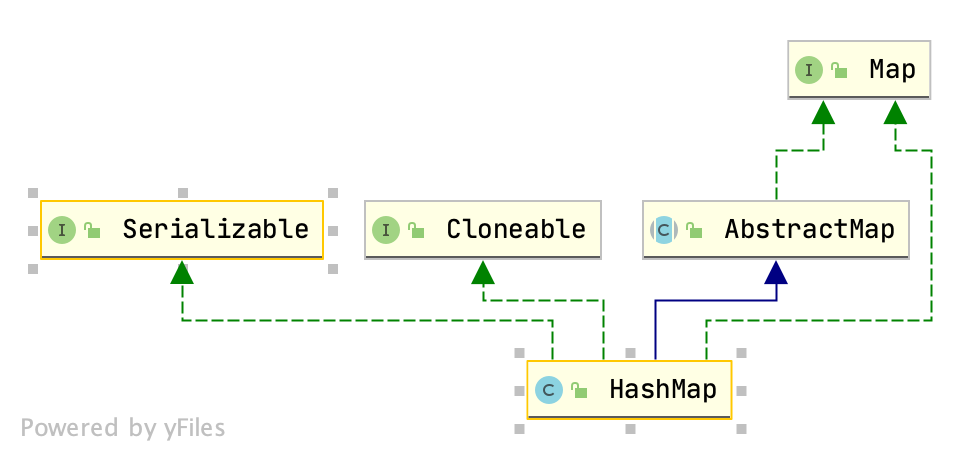 I Map
I Serializable
I Cloneable
C AbstractMap
C HashMap
Powered by yFiles